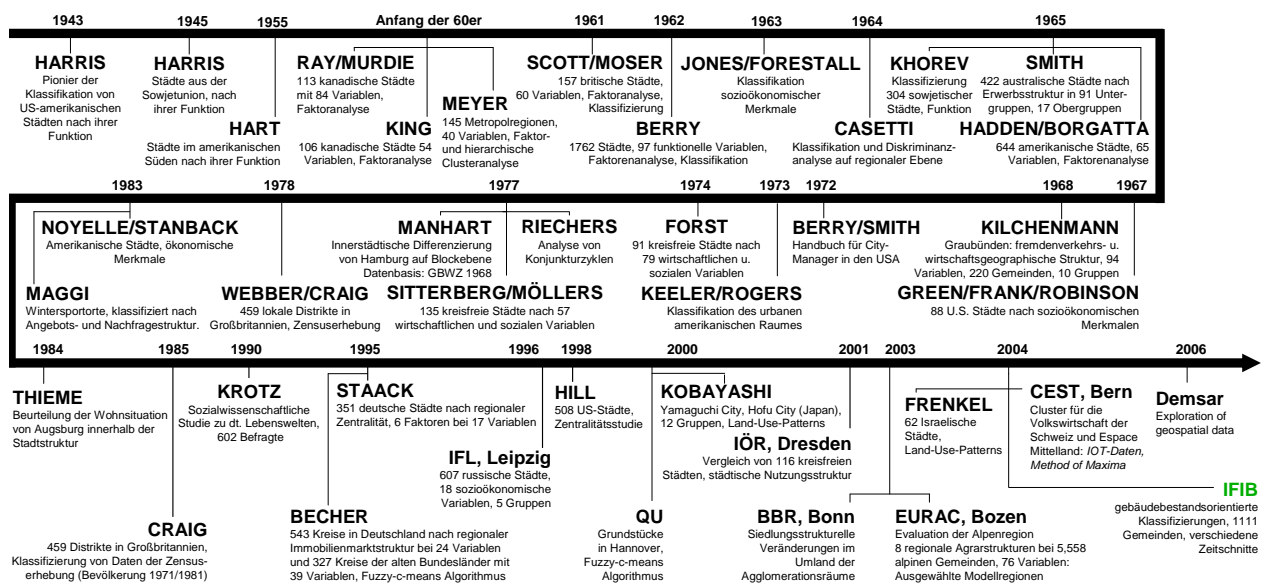 1943
1945
1955
Anfang der 60er
1961
1962
1963
1964
1965
HARRIS
Pionier der
Klassifikation von
US-amerikanischen
Städten nach ihrer
Funktion
HARRIS
Städte aus der
Sowjetunion, nach
ihrer Funktion
HART
Städte im amerikanischen
Süden nach ihrer Funktion
RAY/MURDIE
113 kanadische Städte
mit 84 Variablen,
Faktoranalyse
KING
106 kanadische Städte 54
Variablen, Faktoranalyse
MEYER
145 Metropolregionen,
40 Variablen, Faktor-
und hierarchische
Clusteranalyse
SCOTT/MOSER
157 britische Städte,
60 Variablen, Faktoranalyse,
Klassifizierung
BERRY
1762 Städte, 97 funktionelle Variablen,
Faktorenanalyse, Klassifikation
JONES/FORESTALL
Klassifikation
sozioökonomischer
Merkmale
CASETTI
Klassifikation und Diskriminanz-
analyse auf regionaler Ebene
KHOREV
Klassifizierung
304 sowjetischer
Städte, Funktion
SMITH
422 australische Städte nach
Erwerbsstruktur in 91 Unter-
gruppen, 17 Obergruppen
HADDEN/BORGATTA
644 amerikanische Städte, 65
Variablen, Faktorenanalyse
1983
1978
1977
1974
1973
1972
1968
1967
NOYELLE/STANBACK
Amerikanische Städte, ökonomische
Merkmale
MAGGI
Wintersportorte, klassifiziert nach
Angebots- und Nachfragestruktur.
WEBBER/CRAIG
459 lokale Distrikte in
Großbritannien, Zensuserhebung
MANHART
Innerstädtische Differenzierung
von Hamburg auf Blockebene
Datenbasis: GBWZ 1968
RIECHERS
Analyse von
Konjunkturzyklen
SITTERBERG/MÖLLERS
135 kreisfreie Städte nach 57
wirtschaftlichen und sozialen Variablen
FORST
91 kreisfreie Städte nach
79 wirtschaftlichen u.
sozialen Variablen
KEELER/ROGERS
Klassifikation des urbanen
amerikanischen Raumes
BERRY/SMITH
Handbuch für City-
Manager in den USA
KILCHENMANN
Graubünden: fremdenverkehrs- u.
wirtschaftsgeographische Struktur, 94
Variablen, 220 Gemeinden, 10 Gruppen
GREEN/FRANK/ROBINSON
88 U.S. Städte nach sozioökonomischen
Merkmalen
1984
1985
1990
1995
1996
1998
2000
2001
2003
2004
2006
THIEME
Beurteilung der Wohnsituation
von Augsburg innerhalb der
Stadtstruktur
CRAIG
459 Distrikte in Großbritannien,
Klassifizierung von Daten der Zensus-
erhebung (Bevölkerung 1971/1981)
KROTZ
Sozialwissenschaftliche
Studie zu dt. Lebenswelten,
602 Befragte
STAACK
351 deutsche Städte nach regionaler
Zentralität, 6 Faktoren bei 17 Variablen
BECHER
543 Kreise in Deutschland nach regionaler
Immobilienmarktstruktur bei 24 Variablen
und 327 Kreise der alten Bundesländer mit
39 Variablen, Fuzzy-c-means Algorithmus
IFL, Leipzig
607 russische Städte,
18 sozioökonomische
Variablen, 5 Gruppen
HILL
508 US-Städte,
Zentralitätsstudie
KOBAYASHI
Yamaguchi City, Hofu City (Japan),
12 Gruppen, Land-Use-Patterns
QU
Grundstücke
in Hannover,
Fuzzy-c-means
Algorithmus
IÖR, Dresden
Vergleich von 116 kreisfreien
Städten, städtische Nutzungsstruktur
BBR, Bonn
Siedlungsstrukturelle
Veränderungen im
Umland der
Agglomerationsräume
FRENKEL
62 Israelische
Städte,
Land-Use-Patterns
EURAC, Bozen
Evaluation der Alpenregion
8 regionale Agrarstrukturen bei 5,558
alpinen Gemeinden, 76 Variablen:
Ausgewählte Modellregionen
CEST, Bern
Cluster für die
Volkswirtschaft der
Schweiz und Espace
Mittelland: IOT-Daten,
Method of Maxima
Demsar
Exploration of
geospatial data
IFIB
gebäudebestandsorientierte
Klassifizierungen, 1111
Gemeinden, verschiedene
Zeitschnitte